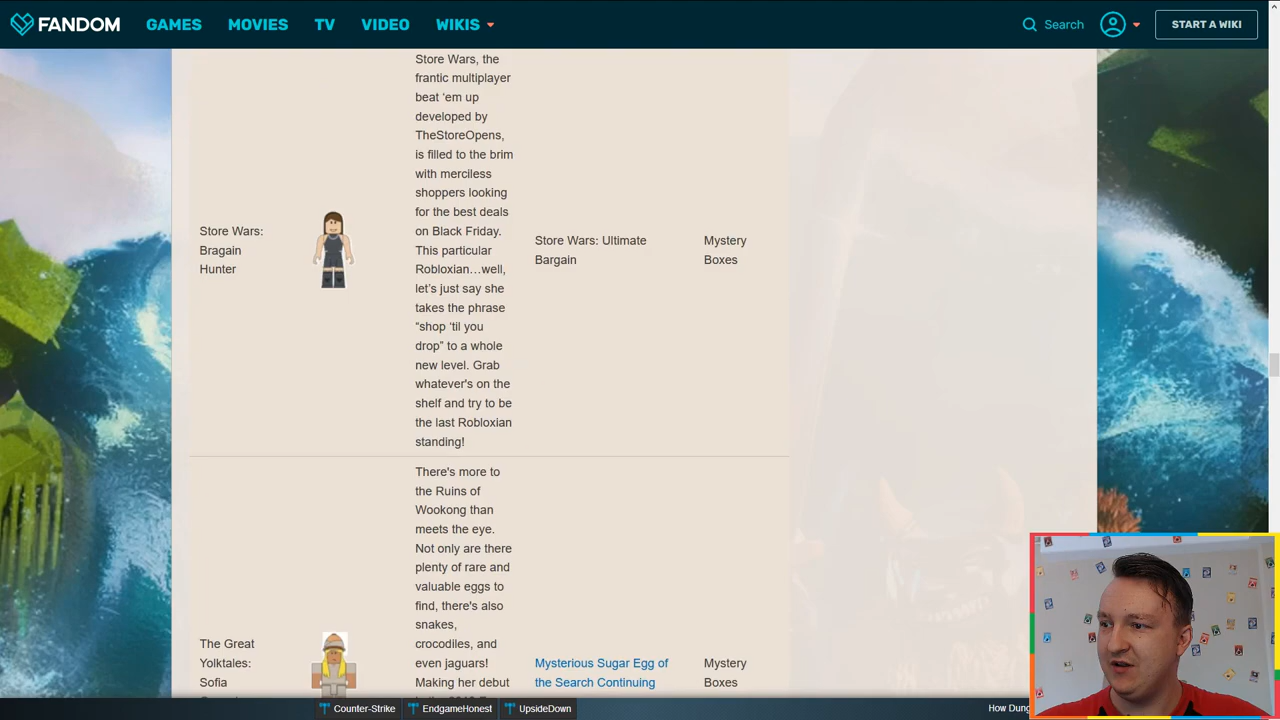 FANDOM GAMES MOVIES TV VIDEO WIKIS Search START A WIKI
Store Wars:
Bragain
Hunter
Store Wars, the
frantic multiplayer
beat ‘em up
developed by
TheStoreOpens,
is filled to the brim
with merciless
shoppers looking
for the best deals
on Black Friday.
This particular
Robloxian…well,
let’s just say she
takes the phrase
“shop ‘til you
drop” to a whole
new level. Grab
whatever's on the
shelf and try to be
the last Robloxian
standing!
Store Wars: Ultimate
Bargain
Mystery
Boxes
The Great
Yolktales:
Sofia
There's more to
the Ruins of
Wookong than
meets the eye.
Not only are there
plenty of rare and
valuable eggs to
find, there's also
snakes,
crocodiles, and
even jaguars!
Making her debut
Mysterious Sugar Egg of
the Search Continuing
Mystery
Boxes
Counter-Strike EndgameHonest UpsideDown How Dung